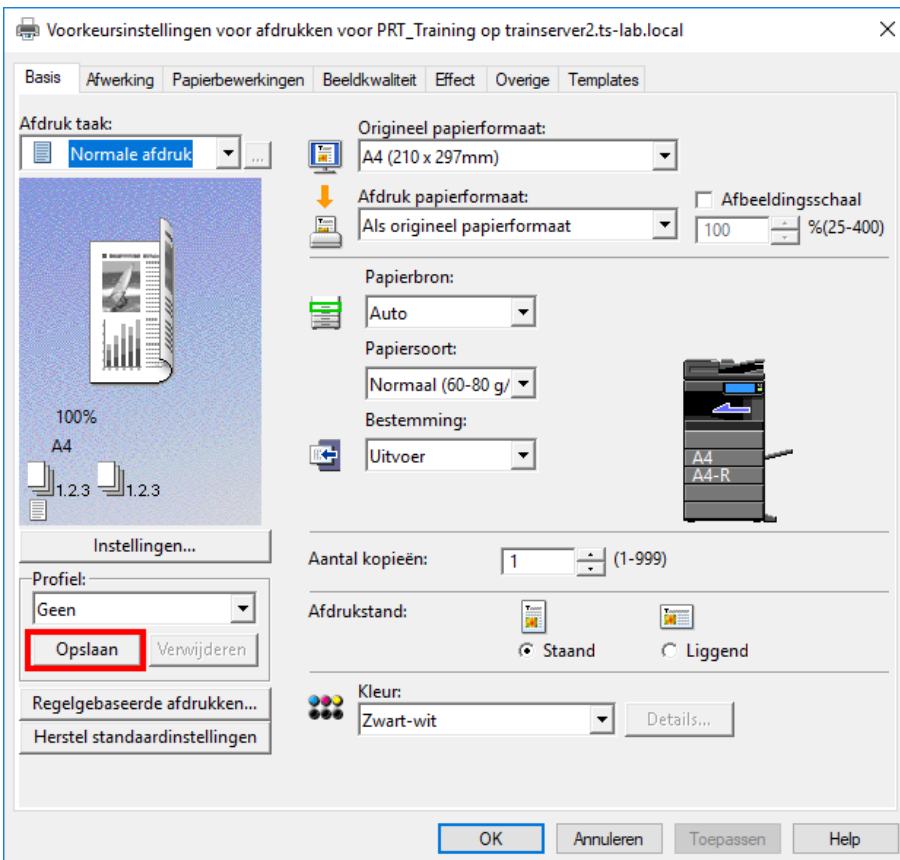 Voorkeursinstellingen voor afdrukken voor PRT_Training op trainserver2.ts-lab.local
Basis Afwerking Papierbewerkingen Beeldkwaliteit Effect Overige Templates
Afdruk taak:
Normale afdruk ...
100%
A4
1.2.3 1.2.3
Instellingen...
Profiel:
Geen
Opslaan Verwijderen
Regelgebaseerde afdrukken...
Herstel standaardinstellingen
Origineel papierformaat:
A4 (210 x 297mm)
Afdruk papierformaat:
Als origineel papierformaat
Afbeeldingsschaal
100 %(25-400)
Papierbron:
Auto
Papiersoort:
Normaal (60-80 g/
Bestemming:
Uitvoer
A4
A4-R
Aantal kopieën: 1 (1-999)
Afdrukstand:
Staand Liggend
Kleur:
Zwart-wit Details...
OK Annuleren Toepassen Help